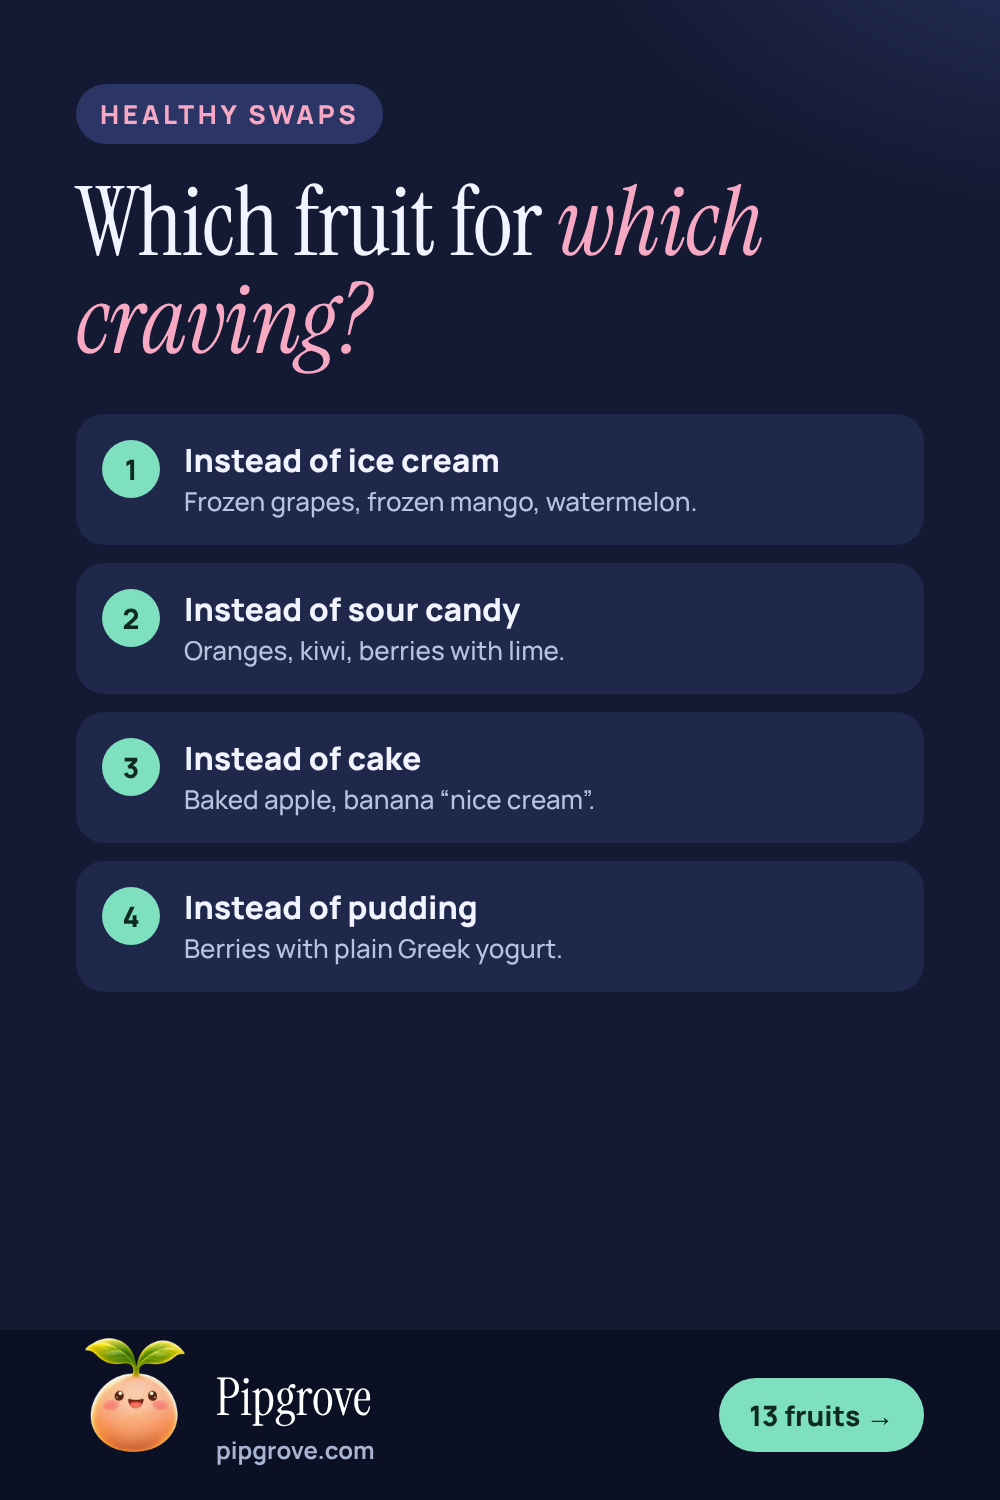 HEALTHY SWAPS
Which fruit for which
craving?
1
Instead of ice cream
Frozen grapes, frozen mango, watermelon.
2
Instead of sour candy
Oranges, kiwi, berries with lime.
3
Instead of cake
Baked apple, banana “nice cream”.
4
Instead of pudding
Berries with plain Greek yogurt.
Pipgrove
pipgrove.com
13 fruits →